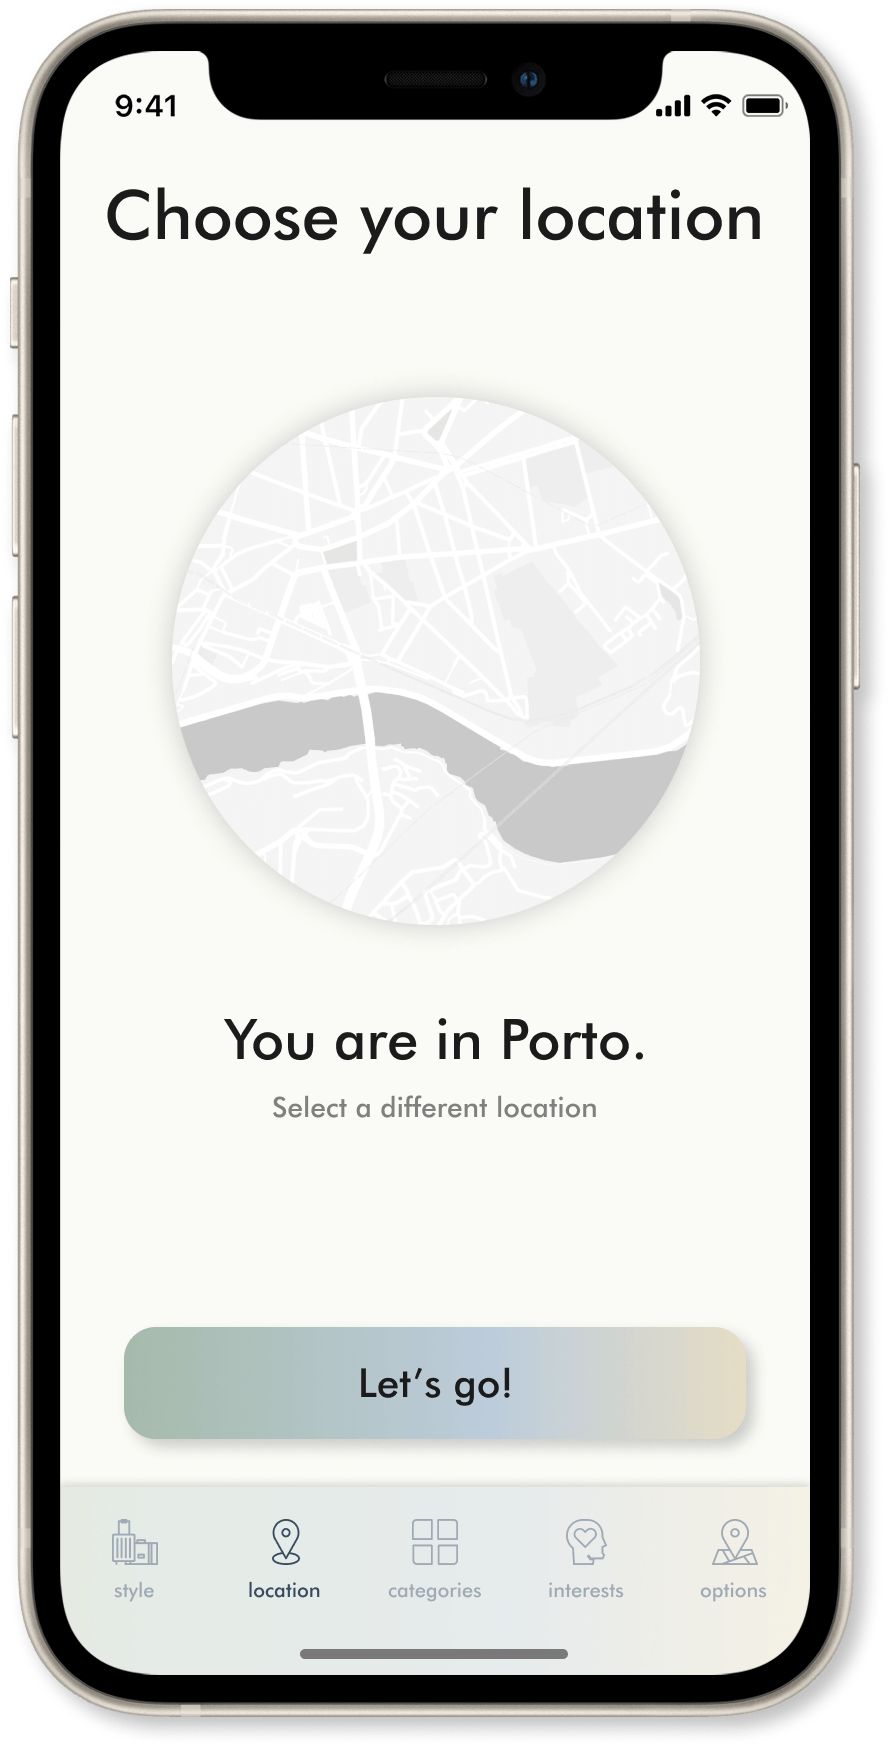 9:41
Choose your location
You are in Porto.
Select a different location
Let's go!
style
location
categories
interests
options